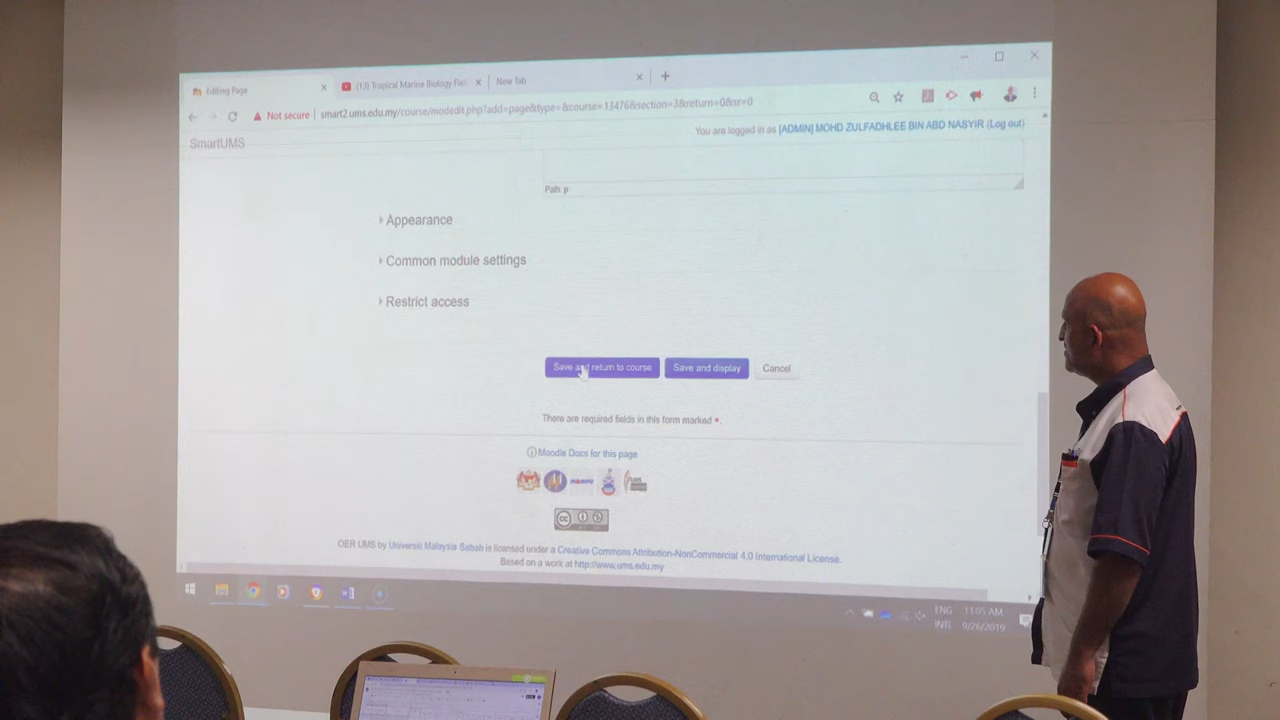 Editing Page
(13) Tropical Marine Biology Fiel
New Tab
Not secure
smart2.ums.edu.my/course/modedit.php?add=page&type=&course=13476&section=3&return=0&sr=0
SmartUMS
You are logged in as [ADMIN] MOHD ZULFADHLEE BIN ABD NASYIR (Log out)
Path: p
Appearance
Common module settings
Restrict access
Save and return to course
Save and display
Cancel
There are required fields in this form marked *.
Moodle Docs for this page
OER UMS by Universiti Malaysia Sabah is licensed under a Creative Commons Attribution-NonCommercial 4.0 International License.
Based on a work at http://www.ums.edu.my
ENG
INTL
11:05 AM
9/26/2019